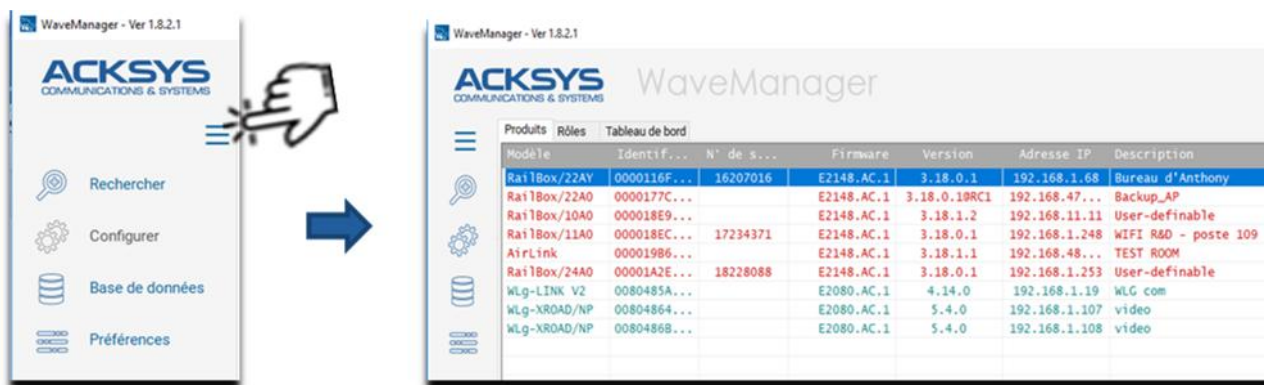 WaveManager - Ver 1.8.2.1
ACKSYS
COMMUNICATIONS & SYSTEMS
Rechercher
Configurer
Base de données
Préférences
WaveManager - Ver 1.8.2.1
ACKSYS
COMMUNICATIONS & SYSTEMS
WaveManager
Produits Rôles Tableau de bord
Modèle Identif... N° de s... Firmware Version Adresse IP Description
RailBox/22AY 0000116F... 16207016 E2148.AC.1 3.18.0.1 192.168.1.68 Bureau d'Anthony
RailBox/22A0 0000177C... E2148.AC.1 3.18.0.10RC1 192.168.47... Backup_AP
RailBox/10A0 000018E9... E2148.AC.1 3.18.1.2 192.168.11.11 User-definable
RailBox/11A0 000018EC... 17234371 E2148.AC.1 3.18.0.1 192.168.1.248 WIFI R&D - poste 109
AirLink 000019B6... E2148.AC.1 3.18.1.1 192.168.48... TEST ROOM
RailBox/24A0 00001A2E... 18228088 E2148.AC.1 3.18.0.1 192.168.1.253 User-definable
WLg-LINK V2 0080485A... E2080.AC.1 4.14.0 192.168.1.19 WLG com
WLg-XROAD/NP 00804864... E2080.AC.1 5.4.0 192.168.1.107 video
WLg-XROAD/NP 0080486B... E2080.AC.1 5.4.0 192.168.1.108 video